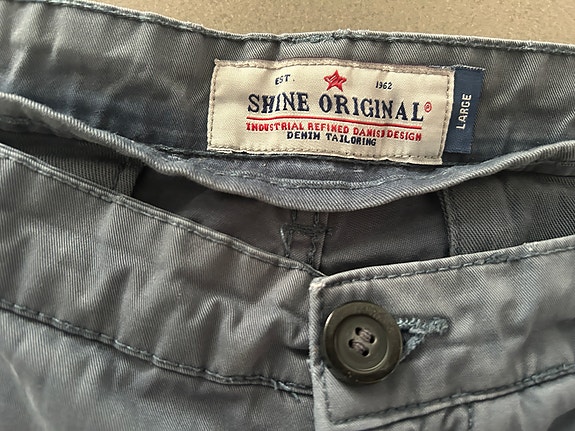 EST. 1962
SHINE ORIGINAL®
INDUSTRIAL REFINED DANISH DESIGN
DENIM TAILORING
LARGE